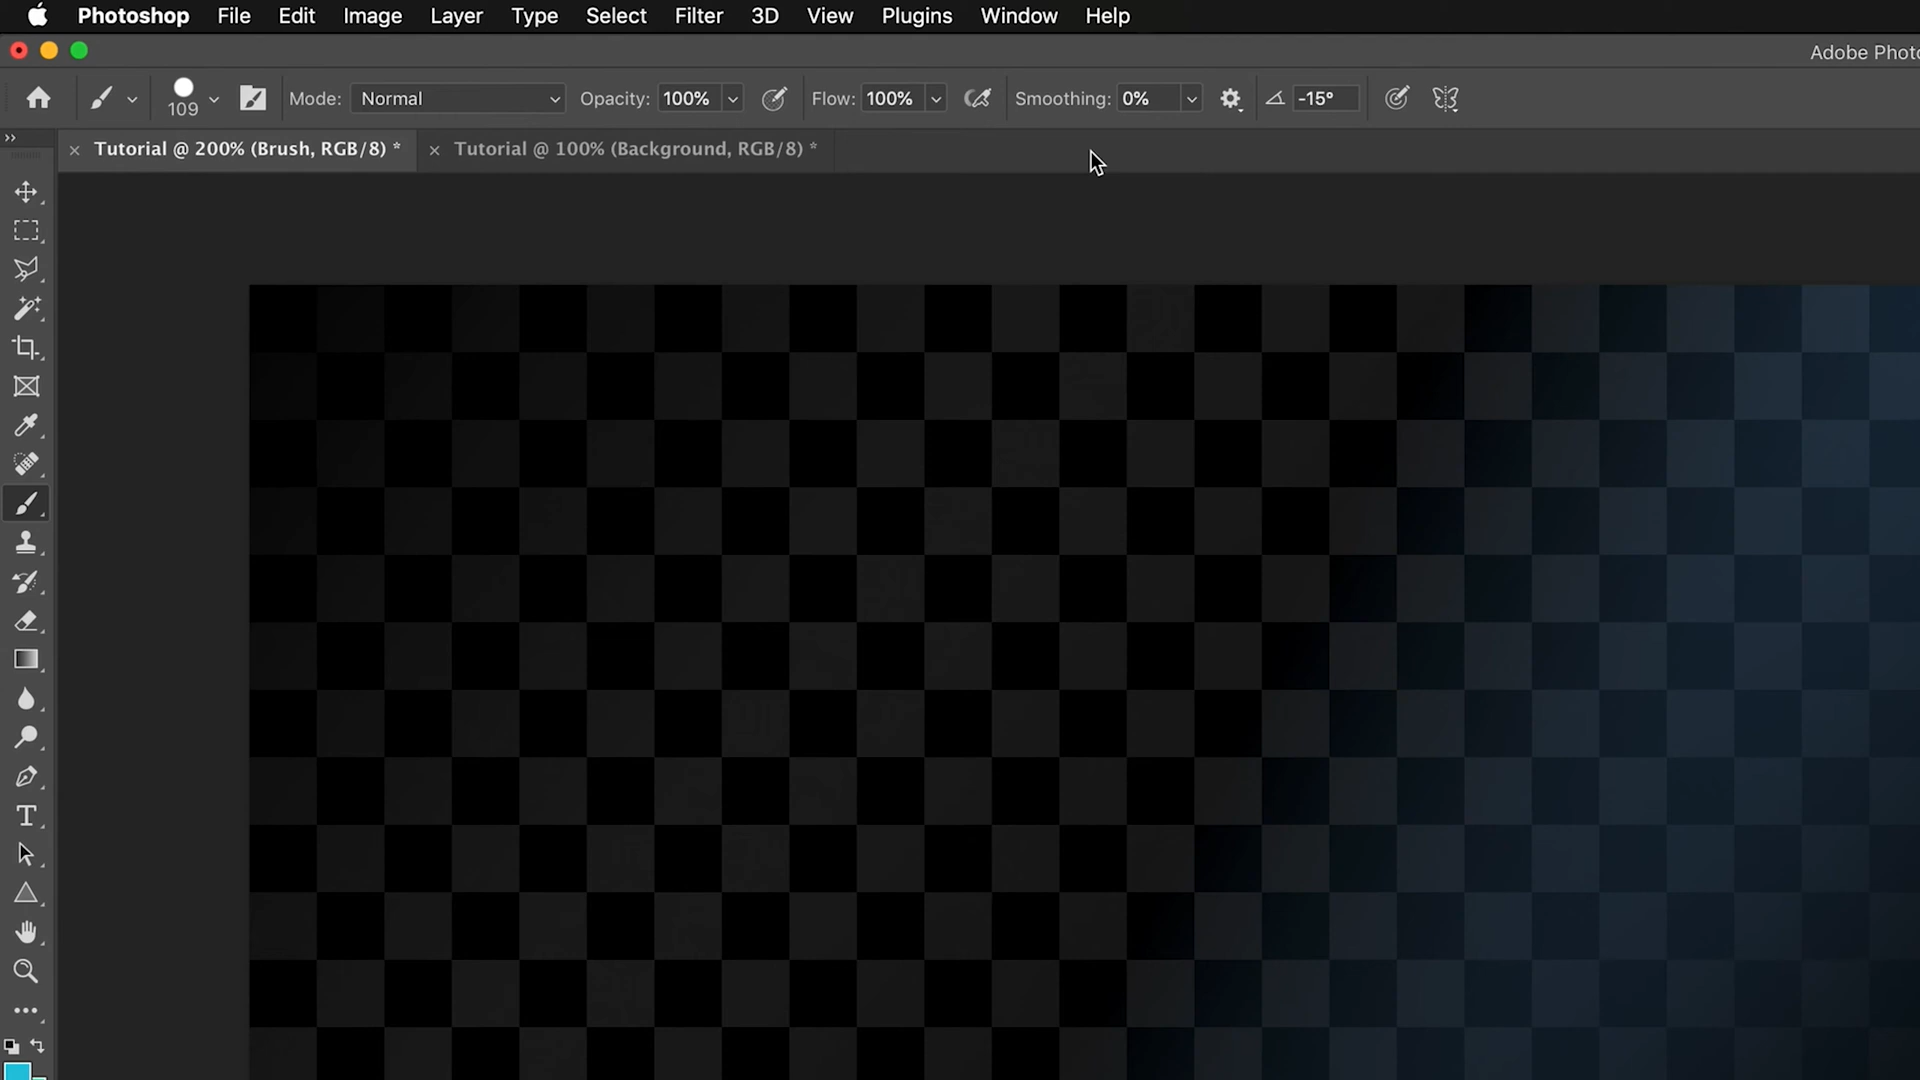 Photoshop File Edit Image Layer Type Select Filter 3D View Plugins Window Help
Adobe Photo
109 Mode: Normal Opacity: 100% Flow: 100% Smoothing: 0% -15°
Tutorial @ 200% (Brush, RGB/8) * Tutorial @ 100% (Background, RGB/8) *